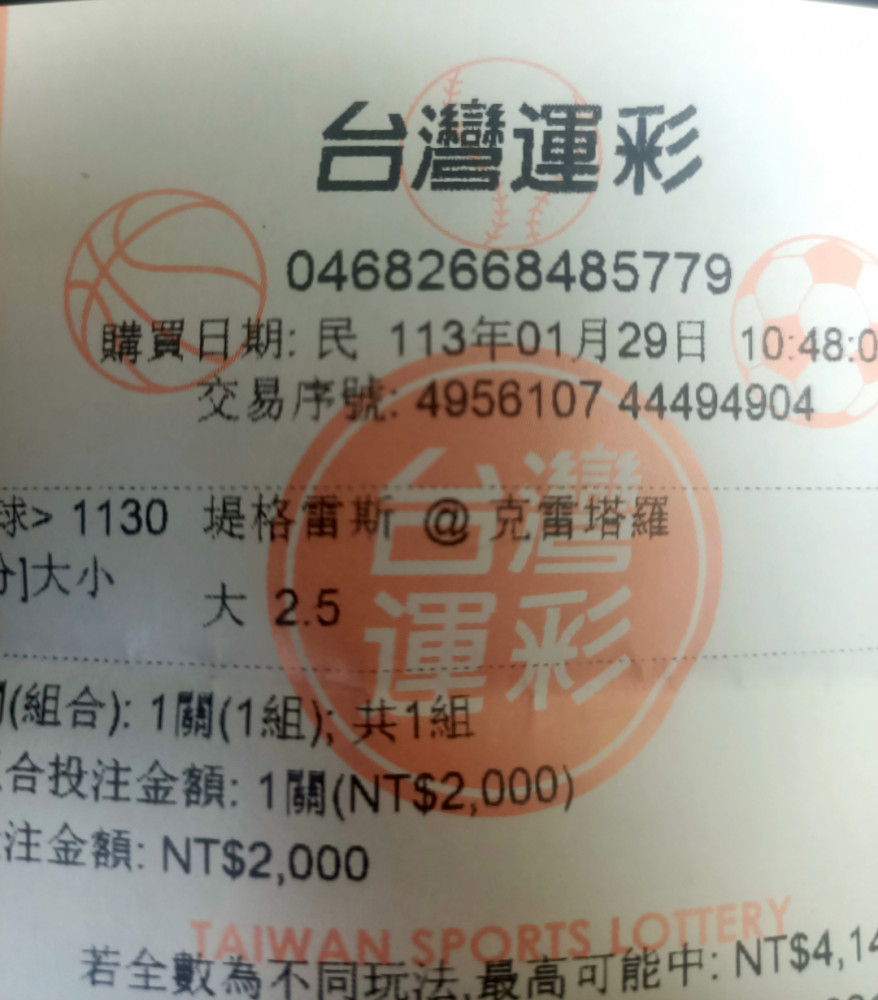 台灣運彩
04682668485779
購買日期: 民 113年01月29日 10:48:0
交易序號: 4956107 44494904
球> 1130 堤格雷斯 @ 克雷塔羅
分]大小
大 2.5
台灣
運彩
(組合): 1關(1組); 共1組
合投注金額: 1關(NT$2,000)
注金額: NT$2,000
TAIWAN SPORTS LOTTERY
若全數為不同玩法,最高可能中: NT$4,14